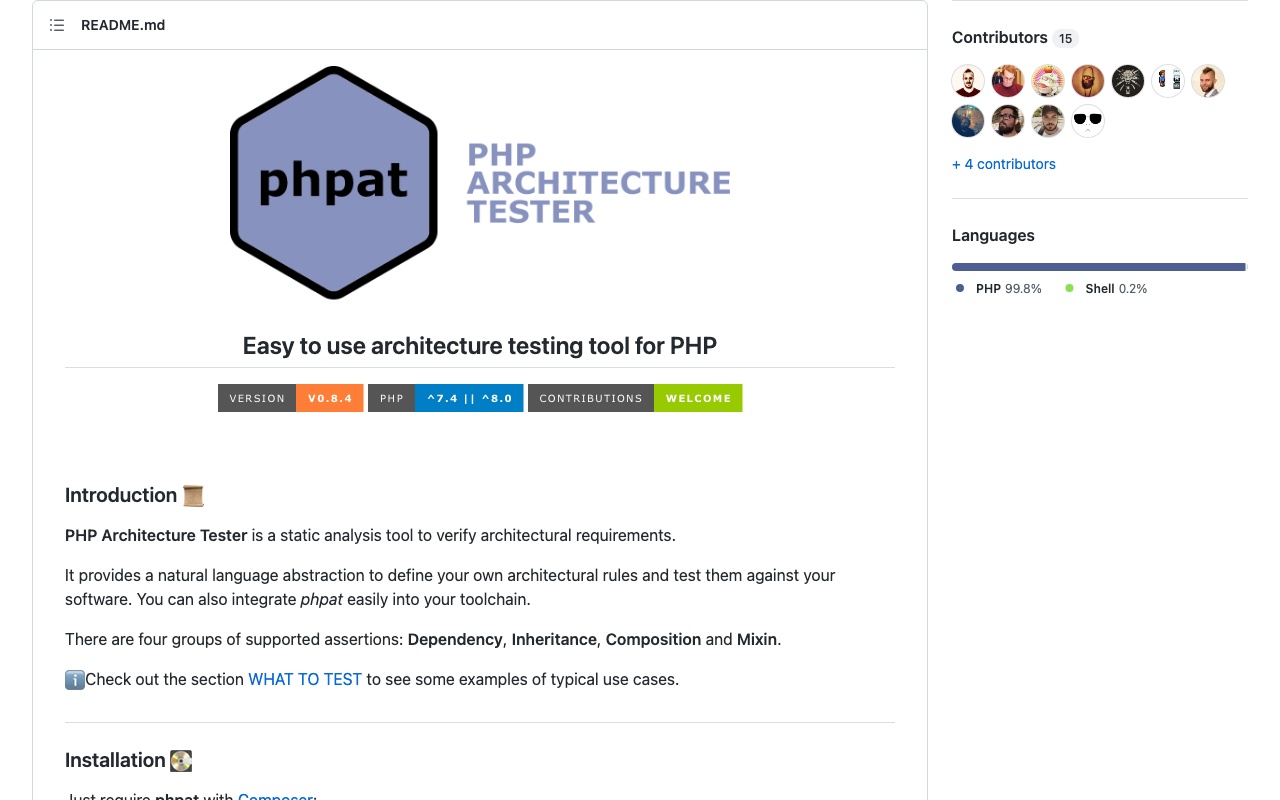 README.md
phpat
PHP
ARCHITECTURE
TESTER
Easy to use architecture testing tool for PHP
VERSION V0.8.4 PHP ^7.4 || ^8.0 CONTRIBUTIONS WELCOME
Introduction
PHP Architecture Tester is a static analysis tool to verify architectural requirements.
It provides a natural language abstraction to define your own architectural rules and test them against your
software. You can also integrate phpat easily into your toolchain.
There are four groups of supported assertions: Dependency, Inheritance, Composition and Mixin.
Check out the section WHAT TO TEST to see some examples of typical use cases.
Installation
Just require phpat with Composer:
Contributors 15
+ 4 contributors
Languages
PHP 99.8% Shell 0.2%